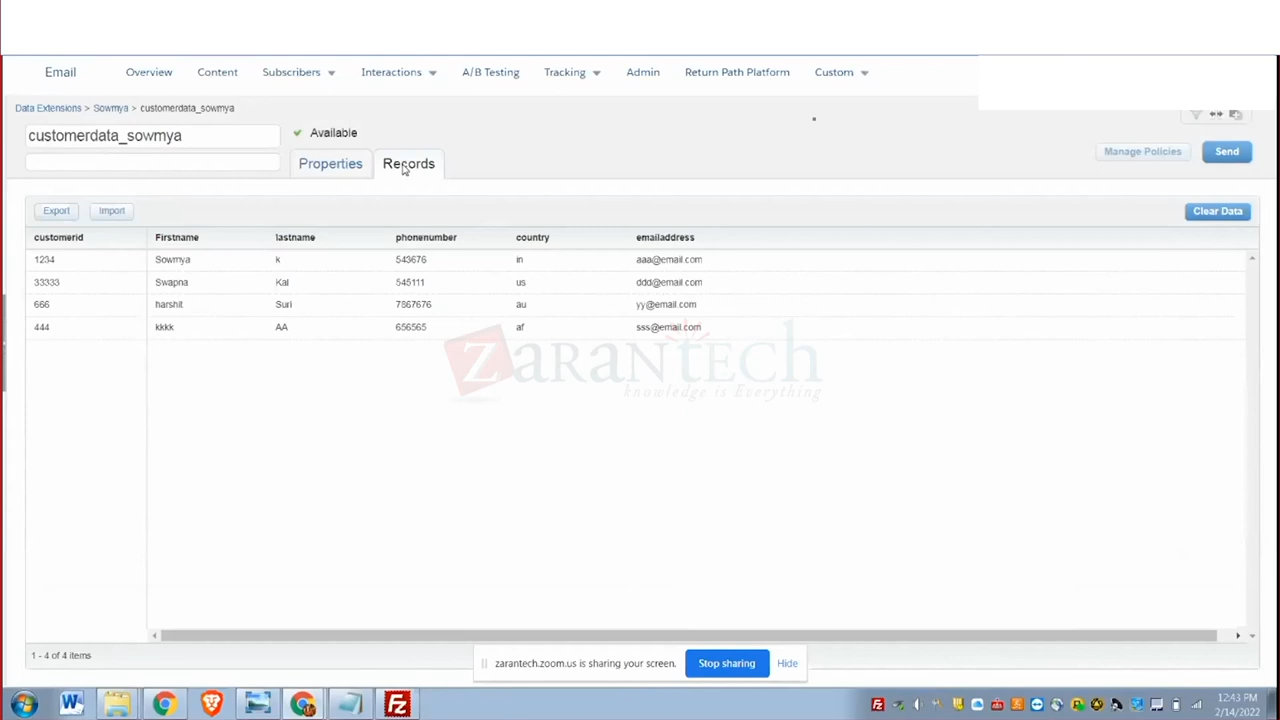 Email Overview Content Subscribers Interactions A/B Testing Tracking Admin Return Path Platform Custom
Data Extensions > Sowmya > customerdata_sowmya
customerdata_sowmya Available
Properties Records Manage Policies Send
Export Import Clear Data
customerid Firstname lastname phonenumber country emailaddress
1234 Sowmya k 543676 in aaa@email.com
33333 Swapna Kal 545111 us ddd@email.com
666 harshit Suri 7867676 au yy@email.com
444 kkkk AA 656565 af sss@email.com
zarantech
knowledge is Everything
1 - 4 of 4 items
zarantech.zoom.us is sharing your screen. Stop sharing Hide
12:43 PM
2/14/2022